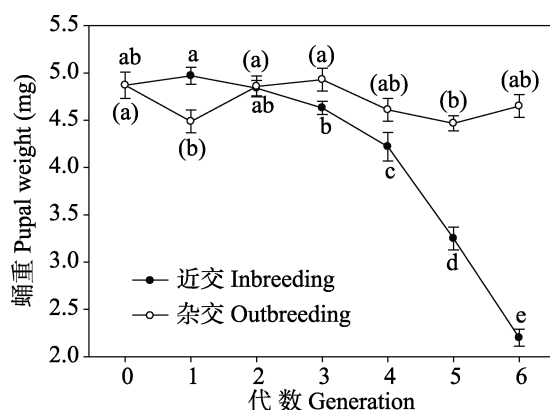 蛹重 Pupal weight (mg)
5.5
5.0
4.5
4.0
3.5
3.0
2.5
2.0
ab
a
(a)
(a)
(ab)
(b)
(ab)
(a)
(b)
ab
b
c
d
e
近交 Inbreeding
杂交 Outbreeding
0 1 2 3 4 5 6
代 数 Generation